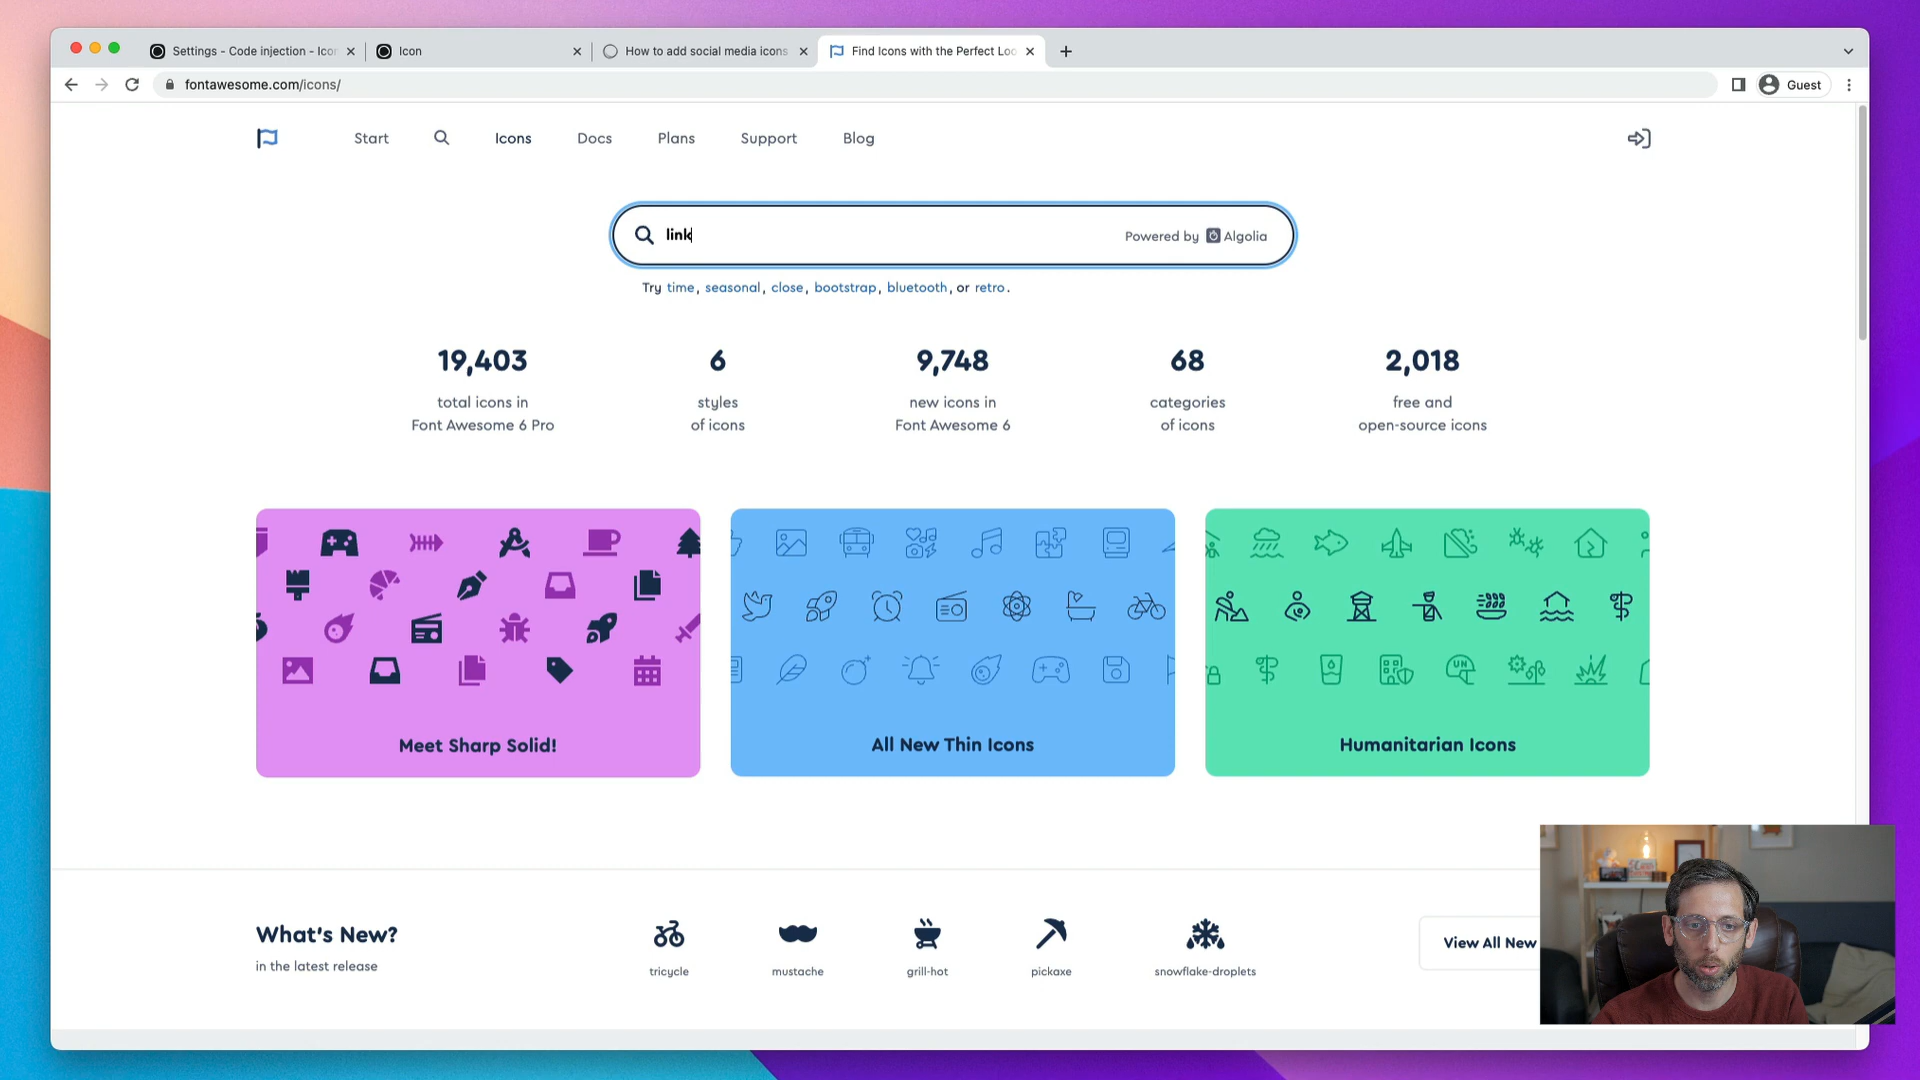 Settings - Code injection - Icon
Icon
How to add social media icons
Find Icons with the Perfect Loo
fontawesome.com/icons/
Guest
Start
Icons
Docs
Plans
Support
Blog
link
Powered by Algolia
Try time, seasonal, close, bootstrap, bluetooth, or retro.
19,403
total icons in
Font Awesome 6 Pro
6
styles
of icons
9,748
new icons in
Font Awesome 6
68
categories
of icons
2,018
free and
open-source icons
UN
Meet Sharp Solid!
All New Thin Icons
Humanitarian Icons
What's New?
in the latest release
tricycle
mustache
grill-hot
pickaxe
snowflake-droplets
View All New